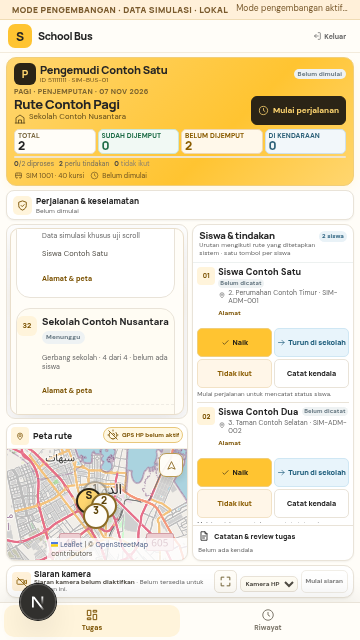 MODE PENGEMBANGAN · DATA SIMULASI · LOKAL Mode pengembangan aktif...
S School Bus Keluar
P Pengemudi Contoh Satu Belum dimulai
PAGI · PENJEMPUTAN · 07 NOV 2026
Rute Contoh Pagi
Sekolah Contoh Nusantara
Mulai perjalanan
TOTAL 2
SUDAH DIJEMPUT 0
BELUM DIJEMPUT 2
DI KENDARAAN 0
0/2 diproses 2 perlu tindakan 0 tidak ikut
SIM 1001 · 40 kursi Belum dimulai
Perjalanan & keselamatan
Belum dimulai
Data simulasi khusus uji scroll
Siswa Contoh Satu
Alamat & peta
32 Sekolah Contoh Nusantara
Menunggu
Gerbang sekolah · 4 dari 4 · belum ada siswa
Alamat & peta
Peta rute GPS HP belum aktif
S
2
3
Leaflet | © OpenStreetMap
contributors
Siswa & tindakan 2 siswa
Urutan mengikuti rute yang ditetapkan
sistem · satu tombol per siswa
01 Siswa Contoh Satu
Belum dicatat
2. Perumahan Contoh Timur · SIM-
ADM-001
Alamat
Naik Turun di sekolah
Tidak ikut Catat kendala
Mulai perjalanan untuk mencatat status siswa.
02 Siswa Contoh Dua Belum dicatat
3. Taman Contoh Selatan · SIM-ADM-
002
Alamat
Naik Turun di sekolah
Tidak ikut Catat kendala
Catatan & review tugas
Belum ada kendala
Siaran kamera
kamera belum diaktifkan · Belum tersedia untuk
ini.
Kamera HP
Mulai siaran
N
Tugas
Riwayat